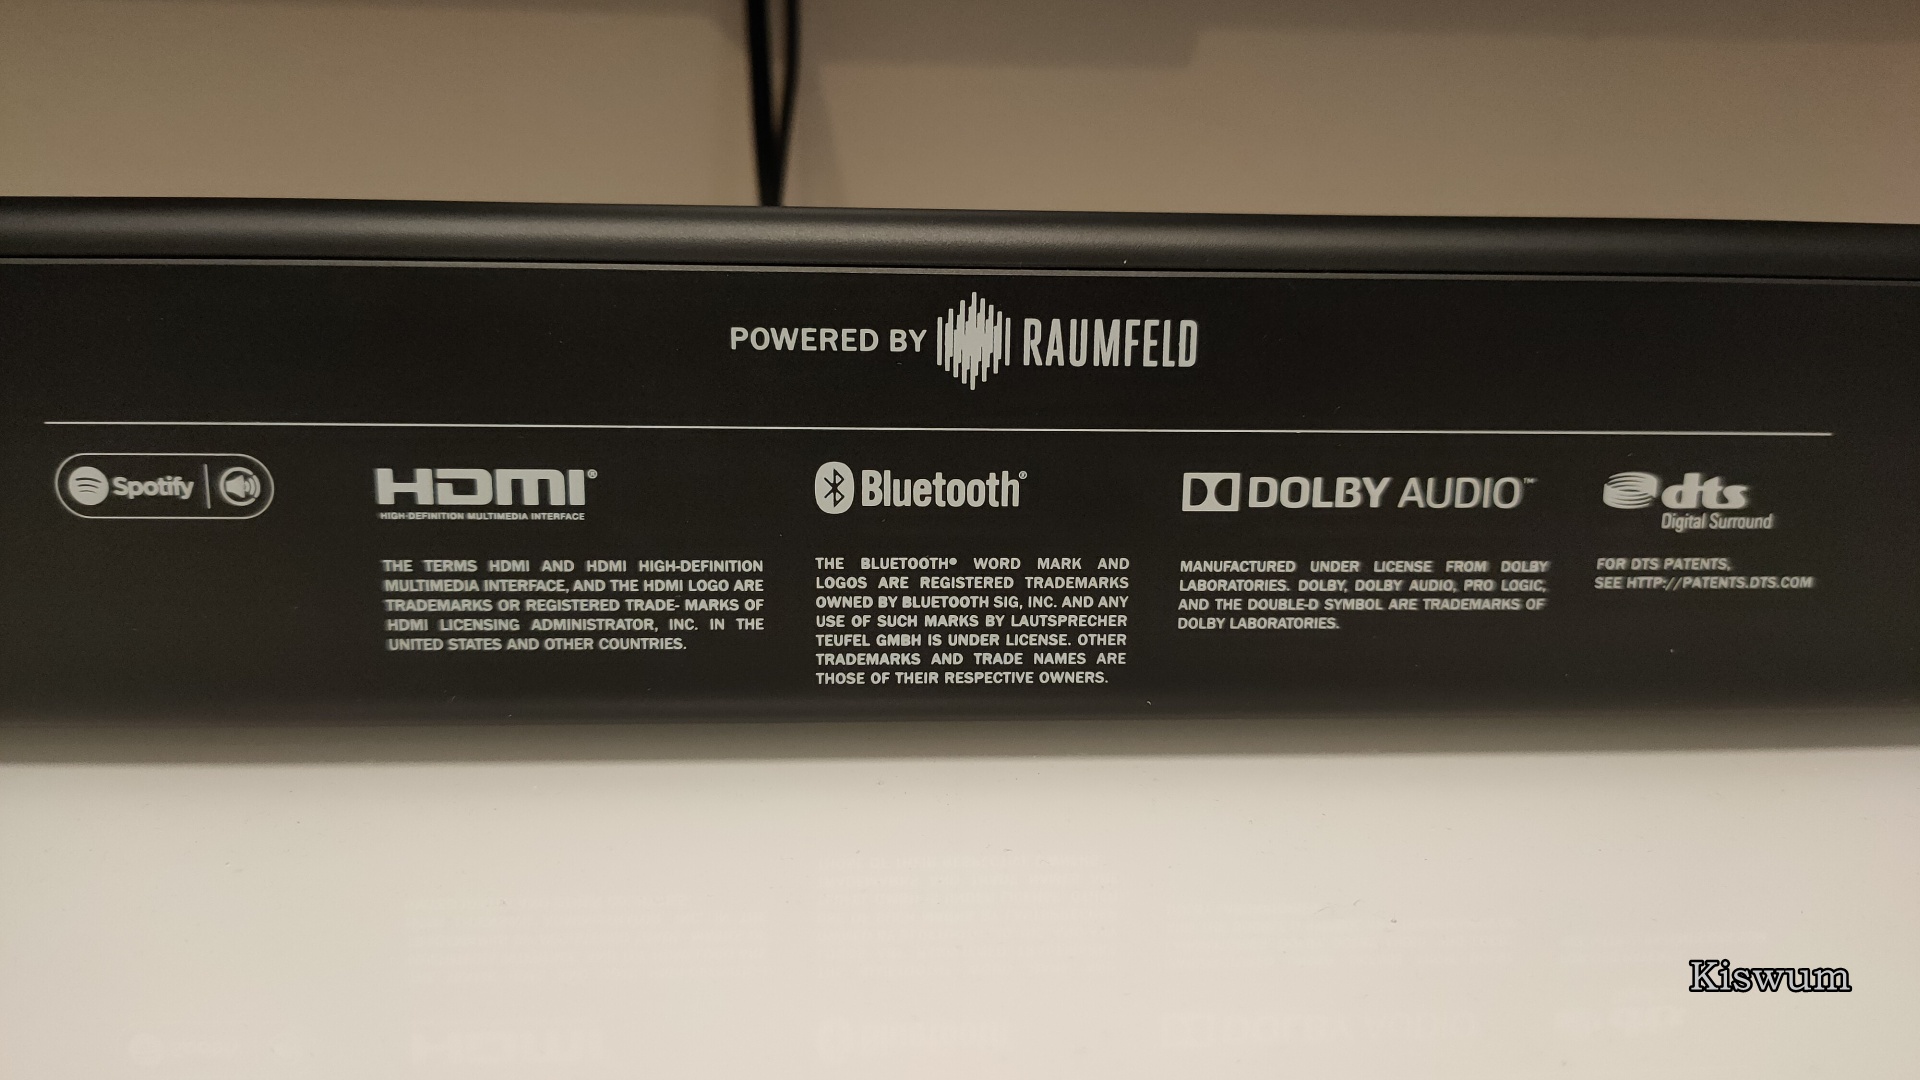 POWERED BY RAUMFELD
Spotify
HDMI®
HIGH-DEFINITION MULTIMEDIA INTERFACE
THE TERMS HDMI AND HDMI HIGH-DEFINITION
MULTIMEDIA INTERFACE, AND THE HDMI LOGO ARE
TRADEMARKS OR REGISTERED TRADE- MARKS OF
HDMI LICENSING ADMINISTRATOR, INC. IN THE
UNITED STATES AND OTHER COUNTRIES.
Bluetooth®
THE BLUETOOTH® WORD MARK AND
LOGOS ARE REGISTERED TRADEMARKS
OWNED BY BLUETOOTH SIG, INC. AND ANY
USE OF SUCH MARKS BY LAUTSPRECHER
TEUFEL GMBH IS UNDER LICENSE. OTHER
TRADEMARKS AND TRADE NAMES ARE
THOSE OF THEIR RESPECTIVE OWNERS.
DOLBY AUDIO™
MANUFACTURED UNDER LICENSE FROM DOLBY
LABORATORIES. DOLBY, DOLBY AUDIO, PRO LOGIC,
AND THE DOUBLE-D SYMBOL ARE TRADEMARKS OF
DOLBY LABORATORIES.
dts
Digital Surround
FOR DTS PATENTS,
SEE HTTP://PATENTS.DTS.COM
Kiswum